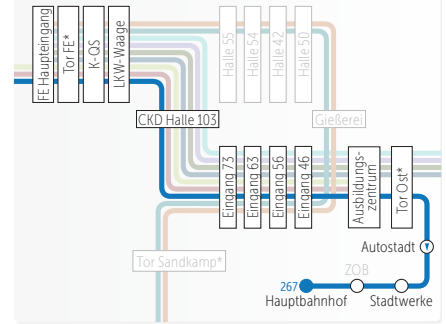 FE Haupteingang
Tor FE*
K-QS
LKW-Waage
Halle 55
Halle 54
Halle 42
Halle 50
CKD Halle 103
Gießerei
Eingang 73
Eingang 63
Eingang 56
Eingang 46
Ausbildungs-
zentrum
Tor Ost*
Autostadt
Tor Sandkamp*
ZOB
267
Hauptbahnhof
Stadtwerke